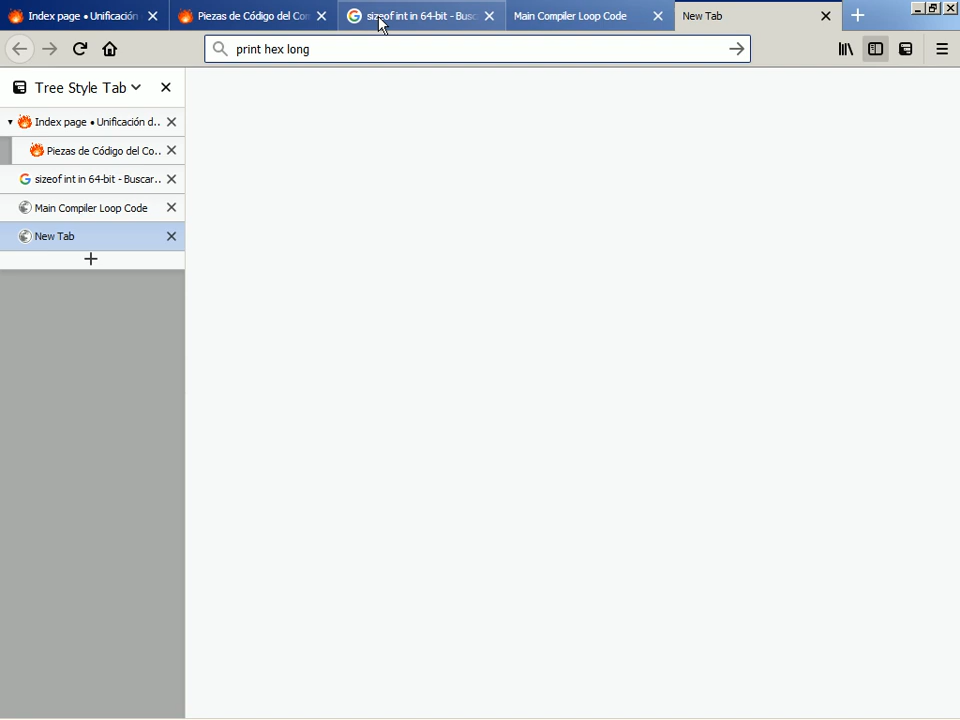 Index page • Unificación
Piezas de Código del Con
sizeof int in 64-bit - Busc
Main Compiler Loop Code
New Tab
print hex long
Tree Style Tab
Index page • Unificación d..
Piezas de Código del Co..
sizeof int in 64-bit - Buscar..
Main Compiler Loop Code
New Tab